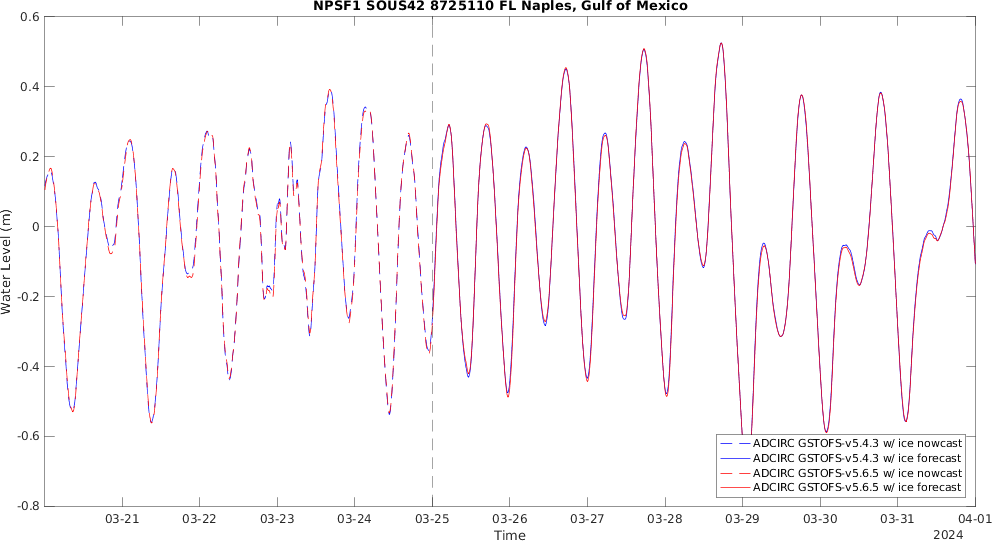 NPSF1 SOUS42 8725110 FL Naples, Gulf of Mexico
0.6
0.4
0.2
0
-0.2
-0.4
-0.6
-0.8
Water Level (m)
ADCIRC GSTOFS-v5.4.3 w/ ice nowcast
ADCIRC GSTOFS-v5.4.3 w/ ice forecast
ADCIRC GSTOFS-v5.6.5 w/ ice nowcast
ADCIRC GSTOFS-v5.6.5 w/ ice forecast
03-21 03-22 03-23 03-24 03-25 03-26 03-27 03-28 03-29 03-30 03-31 04-01
Time
2024